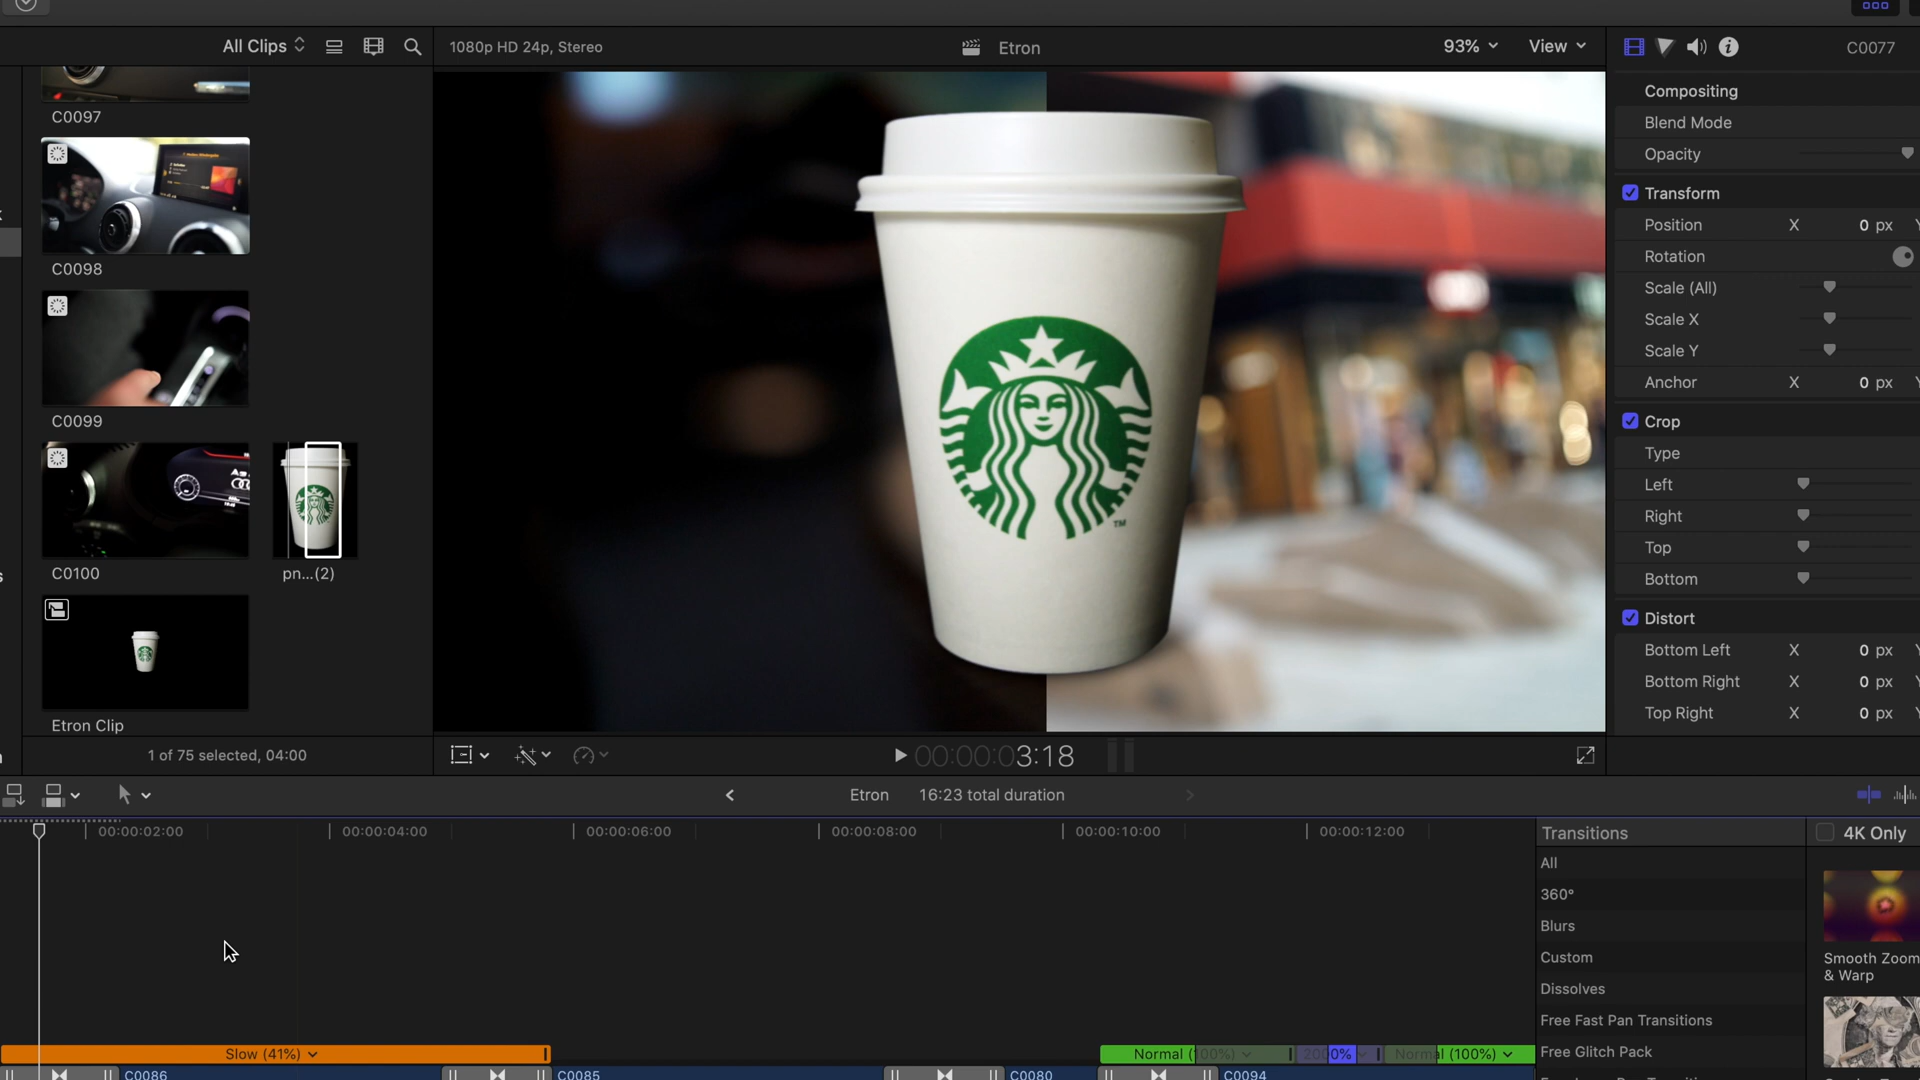 All Clips
1080p HD 24p, Stereo
Etron
93%
View
C0077
C0097
C0098
C0099
C0100
pn...(2)
Etron Clip
1 of 75 selected, 04:00
TM
00:00:03:18
Compositing
Blend Mode
Opacity
Transform
Position X 0 px Y
Rotation
Scale (All)
Scale X
Scale Y
Anchor X 0 px Y
Crop
Type
Left
Right
Top
Bottom
Distort
Bottom Left X 0 px Y
Bottom Right X 0 px Y
Top Right X 0 px Y
Etron 16:23 total duration
00:00:02:00
00:00:04:00
00:00:06:00
00:00:08:00
00:00:10:00
00:00:12:00
Slow (41%)
Normal (100%)
Normal (100%)
C0086
C0085
C0080
C0094
Transitions
All
360°
Blurs
Custom
Dissolves
Free Fast Pan Transitions
Free Glitch Pack
4K Only
Smooth Zoom
& Warp